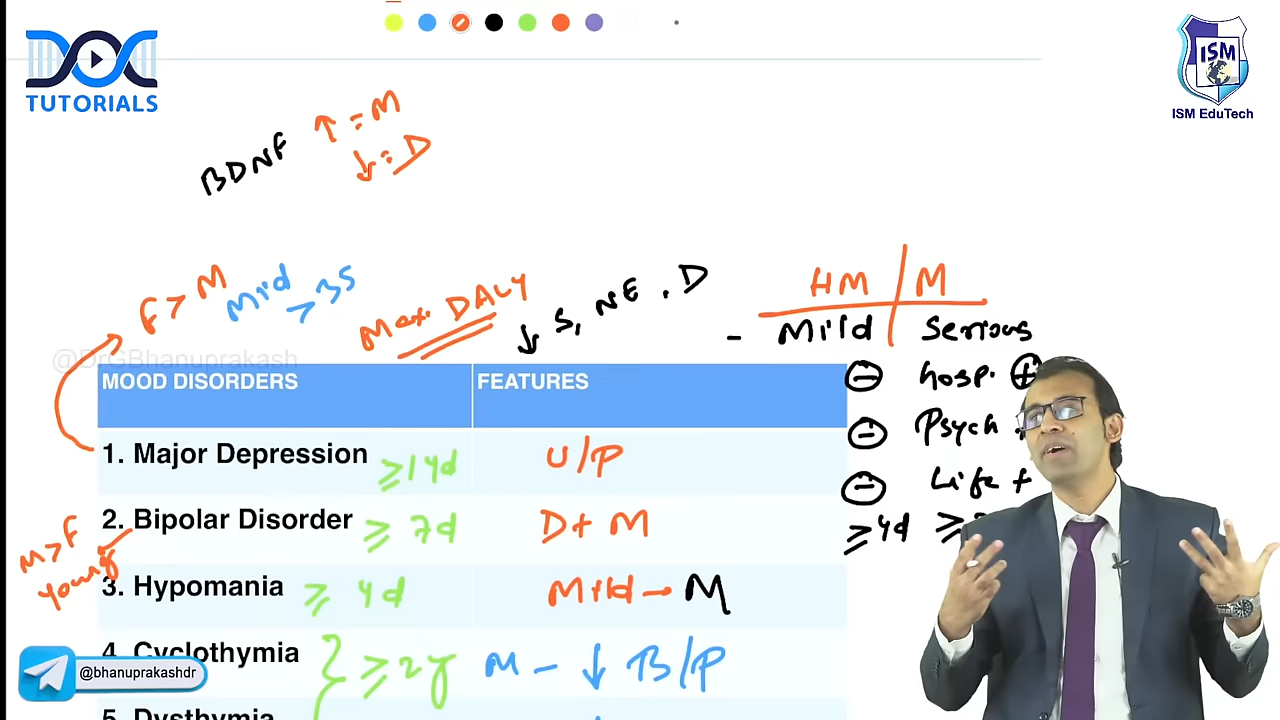 DOC
TUTORIALS
ISM
ISM EduTech
BDNF ↑ = M
↓ = D
F > M
Mid > 35
Max. DALY
↓ S, NE, D
HM / M
- Mild Serious
⊖ hosp. ⊕
⊖ Psych
⊖ Life +
≥4d ≥
@DrGBhanuprakash
MOOD DISORDERS FEATURES
1. Major Depression ≥14d U/P
2. Bipolar Disorder ≥ 7d D+ M
M > F
young
3. Hypomania ≥ 4d Mild → M
4. Cyclothymia ≥2y M - ↓ B/P
@bhanuprakashdr
5. Dysthymia